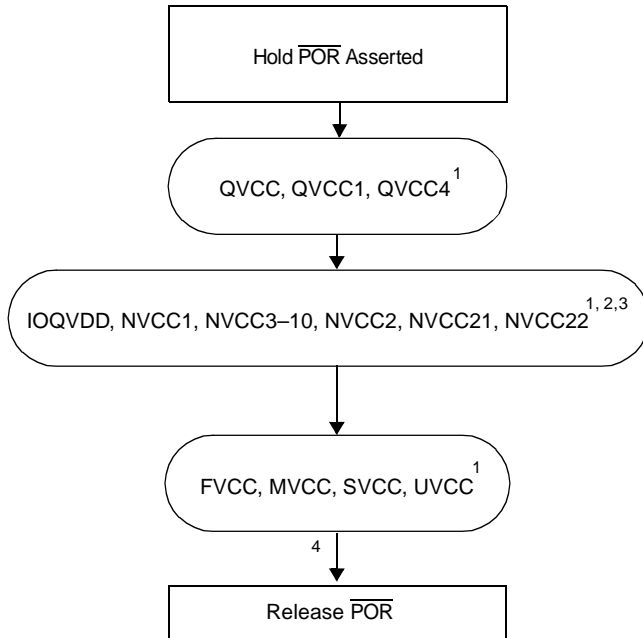 Hold POR Asserted
QVCC, QVCC1, QVCC4 1
IOQVDD, NVCC1, NVCC3–10, NVCC2, NVCC21, NVCC22 1, 2,3
FVCC, MVCC, SVCC, UVCC 1
4
Release POR